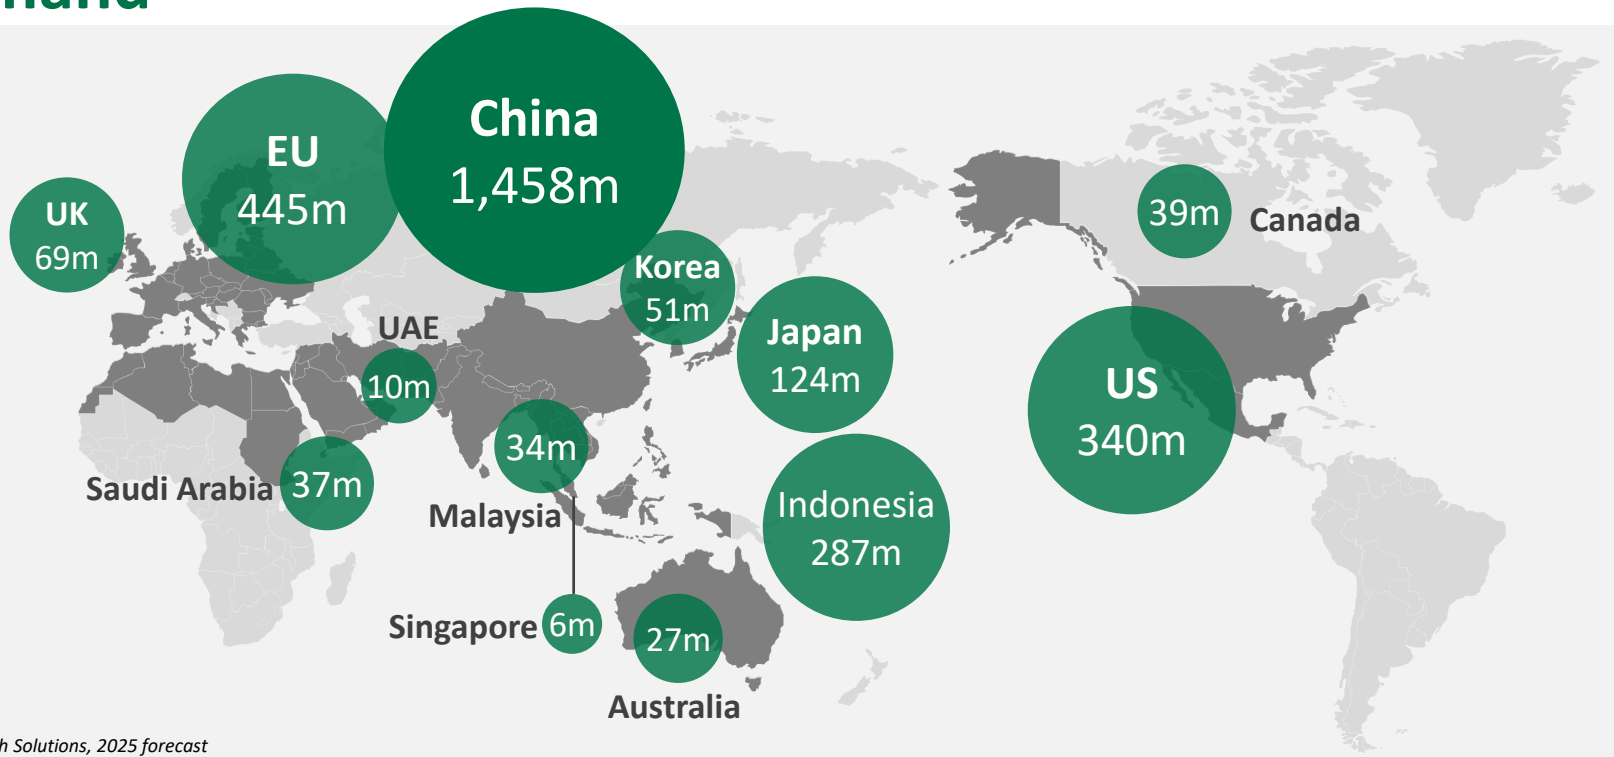 China
1,458m
EU
445m
UK
69m
Korea
51m
Japan
124m
UAE
10m
34m
Malaysia
Saudi Arabia
37m
Indonesia
287m
Singapore
6m
27m
Australia
39m
Canada
US
340m
Solutions, 2025 forecast